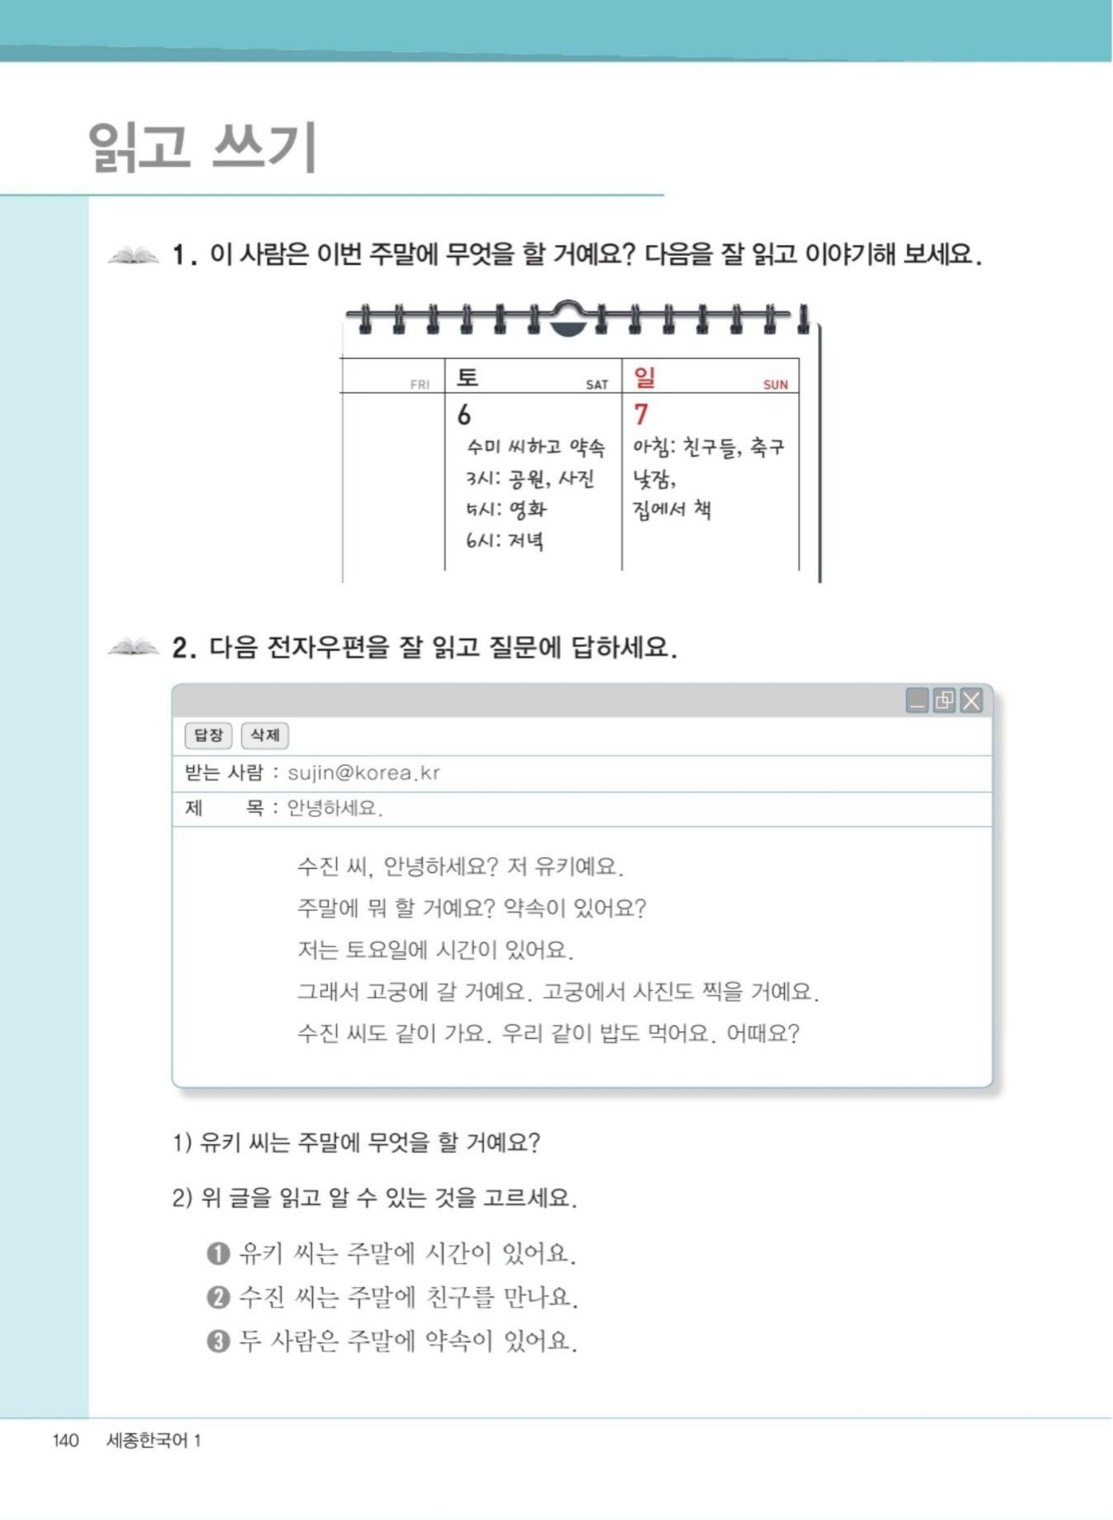 읽고 쓰기
1. 이 사람은 이번 주말에 무엇을 할 거예요? 다음을 잘 읽고 이야기해 보세요.
FRI 토 SAT 일 SUN
6 7
수미 씨하고 약속 아침: 친구들, 축구
3시: 공원, 사진 낮잠,
5시: 영화 집에서 책
6시: 저녁
2. 다음 전자우편을 잘 읽고 질문에 답하세요.
답장 삭제
받는 사람 : sujin@korea.kr
제 목 : 안녕하세요.
수진 씨, 안녕하세요? 저 유키예요.
주말에 뭐 할 거예요? 약속이 있어요?
저는 토요일에 시간이 있어요.
그래서 고궁에 갈 거예요. 고궁에서 사진도 찍을 거예요.
수진 씨도 같이 가요. 우리 같이 밥도 먹어요. 어때요?
1) 유키 씨는 주말에 무엇을 할 거예요?
2) 위 글을 읽고 알 수 있는 것을 고르세요.
❶ 유키 씨는 주말에 시간이 있어요.
❷ 수진 씨는 주말에 친구를 만나요.
❸ 두 사람은 주말에 약속이 있어요.
140 세종한국어 1